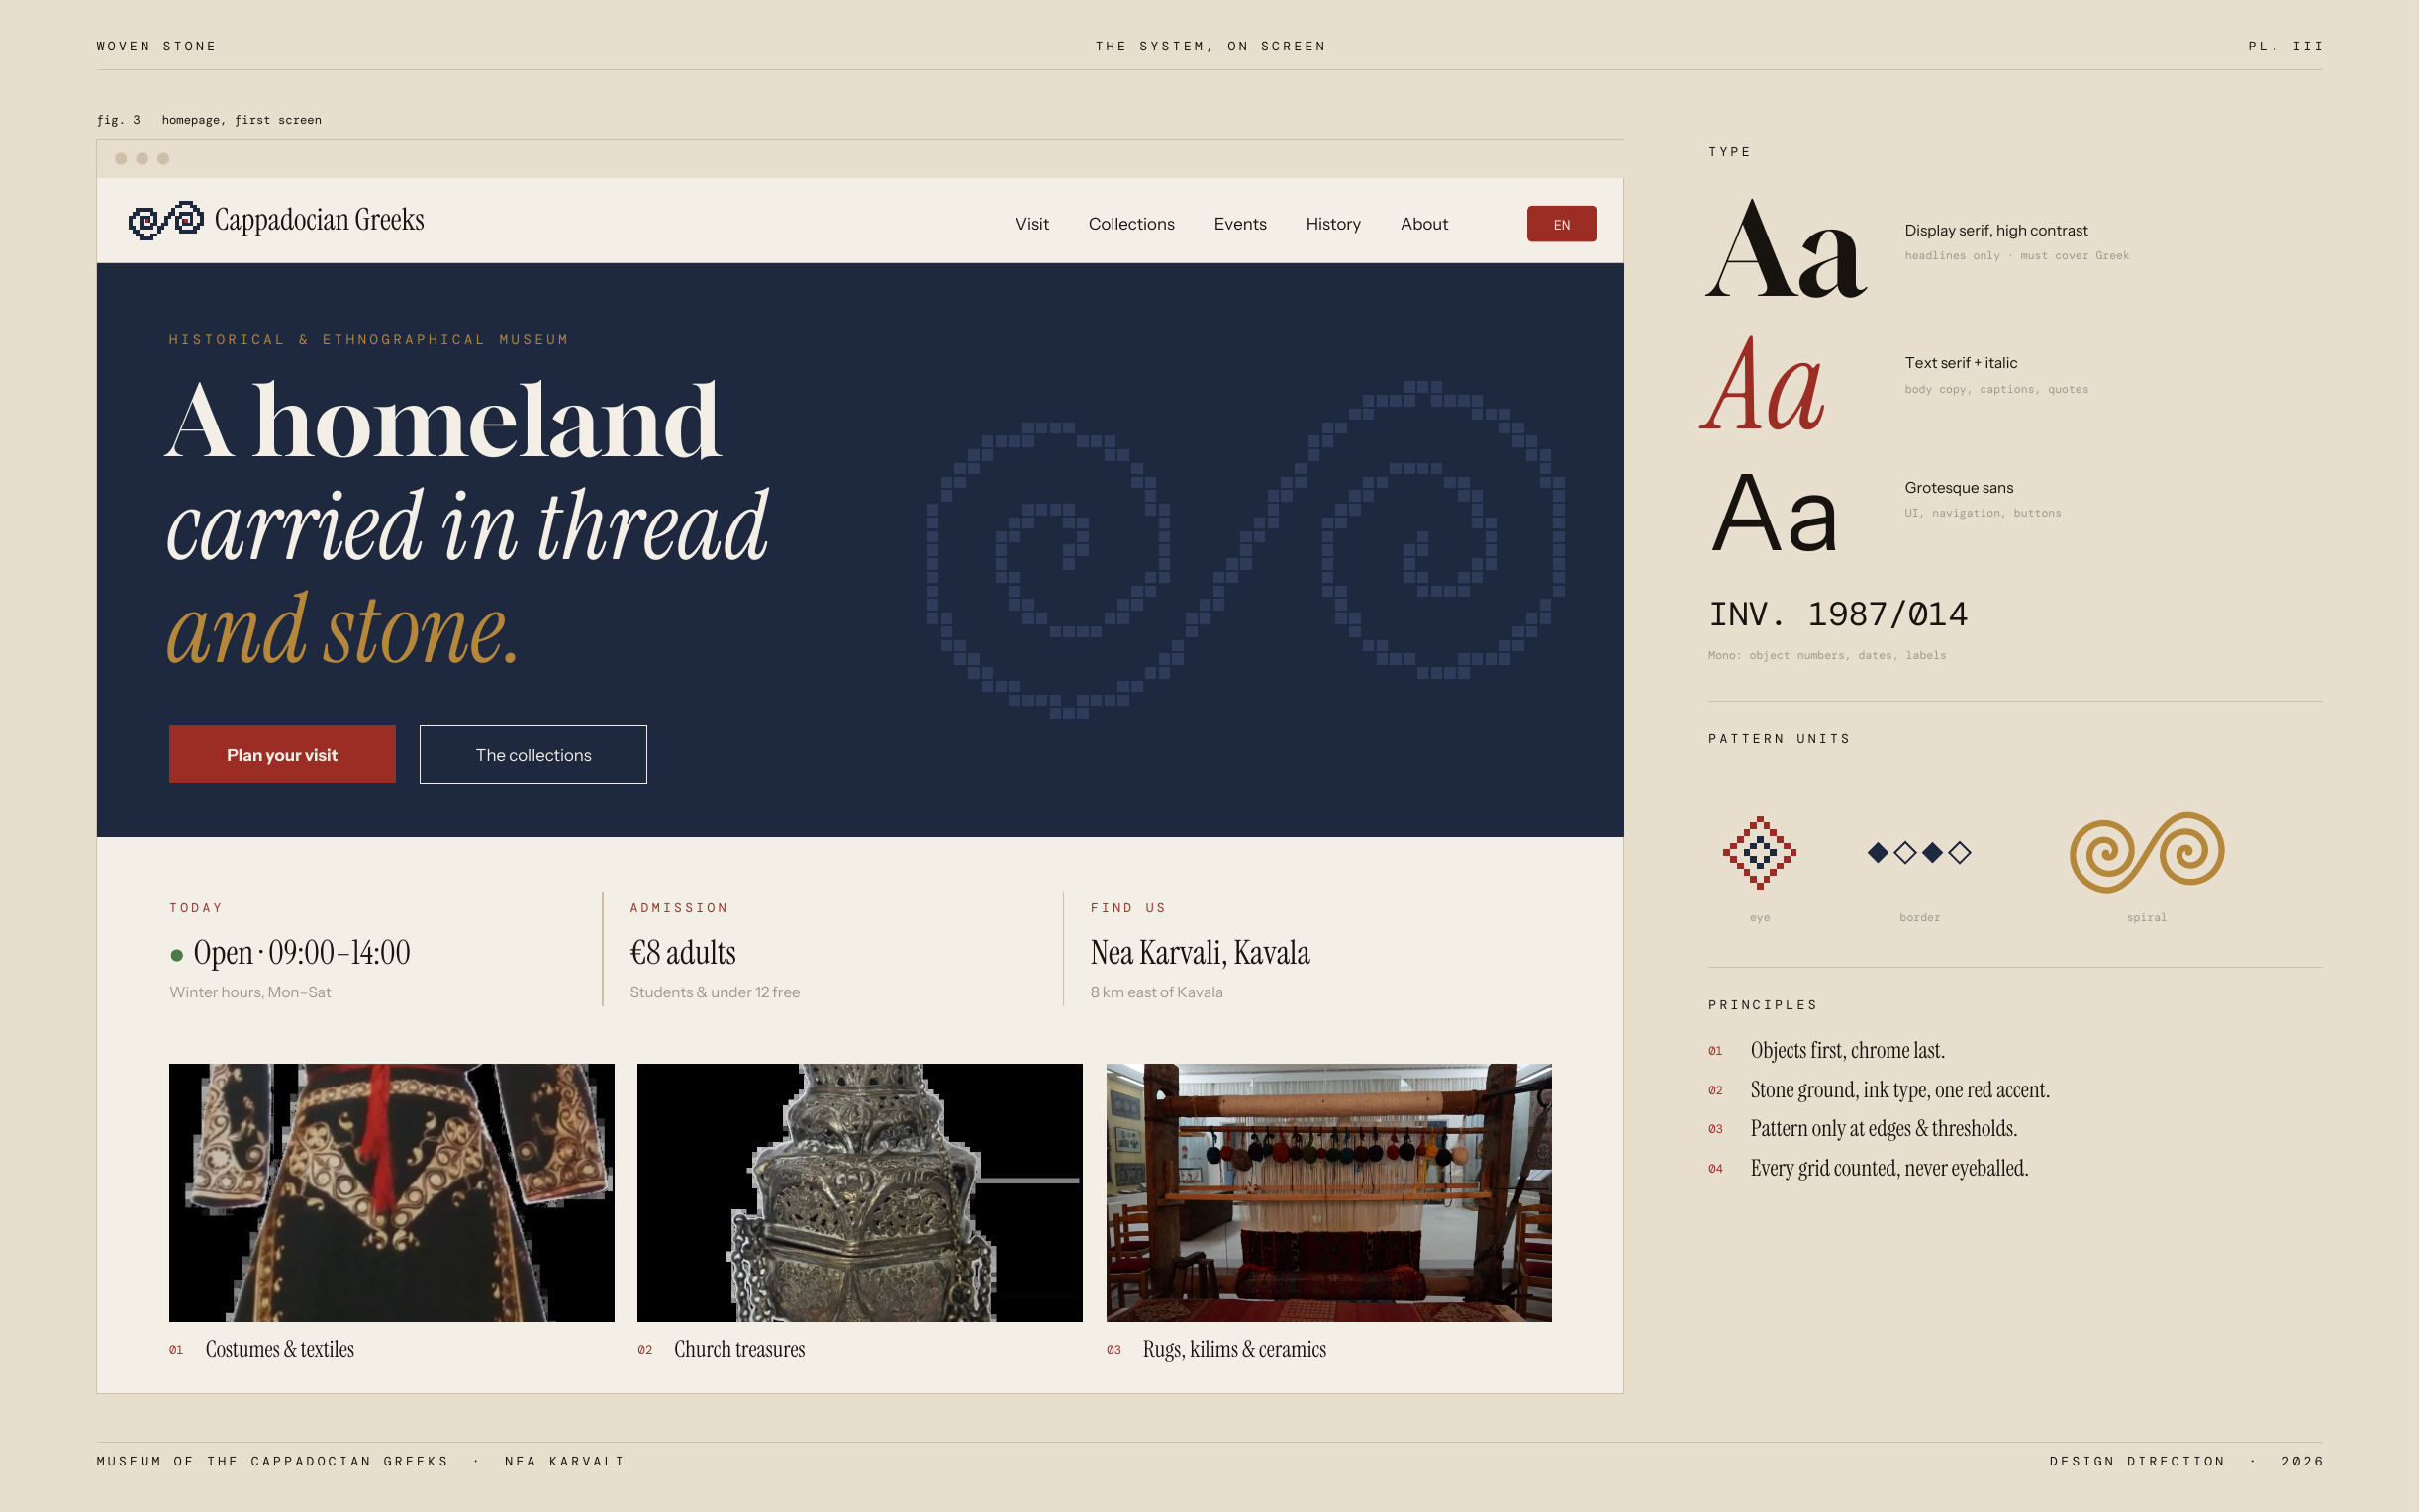 WOVEN STONE
THE SYSTEM, ON SCREEN
PL. III
fig. 3 homepage, first screen
Cappadocian Greeks
Visit
Collections
Events
History
About
EN
HISTORICAL & ETHNOGRAPHICAL MUSEUM
A homeland
carried in thread
and stone.
Plan your visit
The collections
TODAY
Open · 09:00–14:00
Winter hours, Mon–Sat
ADMISSION
€8 adults
Students & under 12 free
FIND US
Nea Karvali, Kavala
8 km east of Kavala
01 Costumes & textiles
02 Church treasures
03 Rugs, kilims & ceramics
TYPE
Aa
Display serif, high contrast
headlines only · must cover Greek
Aa
Text serif + italic
body copy, captions, quotes
Aa
Grotesque sans
UI, navigation, buttons
INV. 1987/014
Mono: object numbers, dates, labels
PATTERN UNITS
eye
border
spiral
PRINCIPLES
01 Objects first, chrome last.
02 Stone ground, ink type, one red accent.
03 Pattern only at edges & thresholds.
04 Every grid counted, never eyeballed.
MUSEUM OF THE CAPPADOCIAN GREEKS · NEA KARVALI
DESIGN DIRECTION · 2026